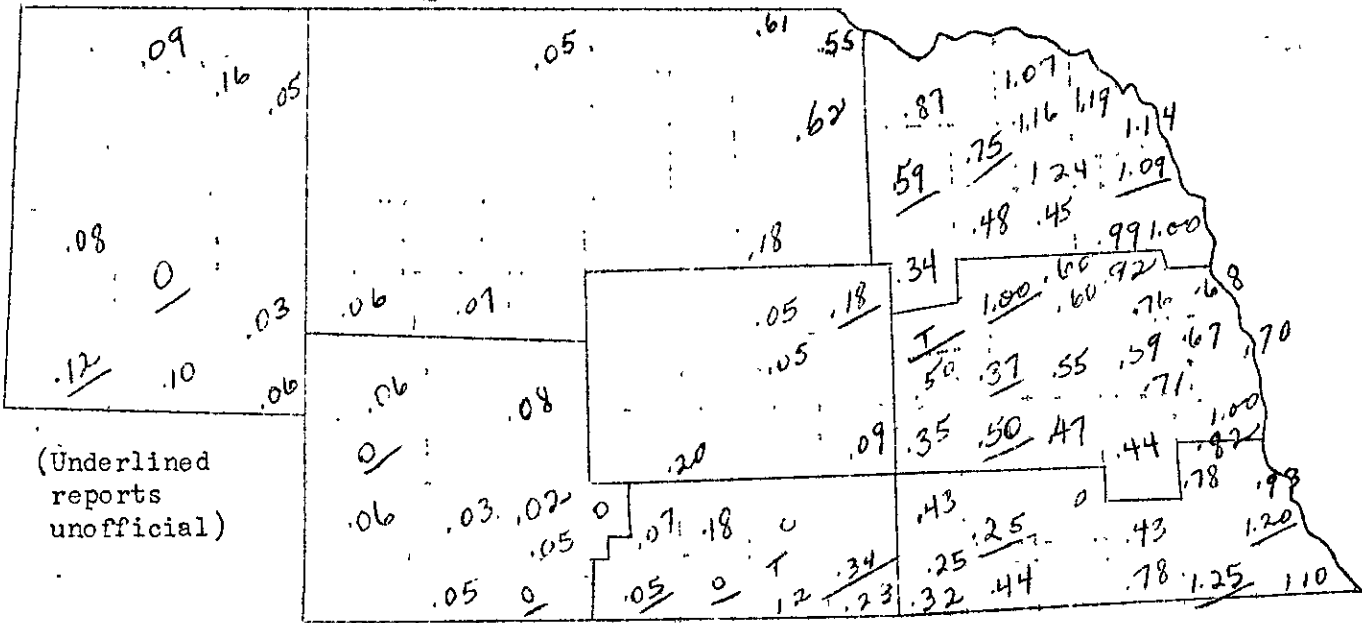 .61
.09 .05 .55
.16 .05 1.07
.87 1.16 1.19
.62 1.14
.75
.59 1.24 1.09
.48 .45
.08 .18 .99 1.00
0 .34 .60 .92
.03 .06 .07 .05 .18 1.00 .60 .76 .68
T
.05 .39 .67 .70
.12 .10 .06 .06 .08 .50 .37 .55 .71
1.00
0 .20 .09 .35 .50 .47 .44 .82
(Underlined
reports
unofficial)
.78 .93
.06 .03 .02 0 .07 .18 0 .43 0 1.20
.05 T .34 .25 .25 .43
.05 0 .05 0 .12 .23 .32 .44 .78 1.25 1.10